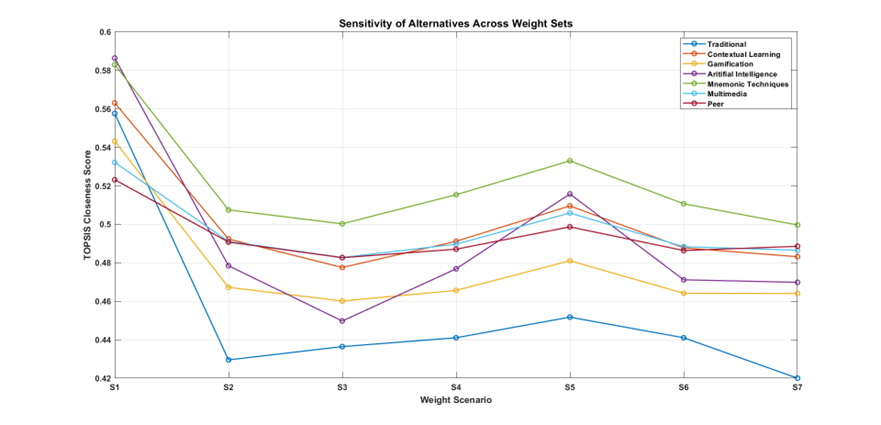 Sensitivity of Alternatives Across Weight Sets
0.6
0.58
0.56
0.54
0.52
0.5
0.48
0.46
0.44
0.42
TOPSIS Closeness Score
S1 S2 S3 S4 S5 S6 S7
Weight Scenario
Traditional
Contextual Learning
Gamification
Aritifial Intelligence
Mnemonic Techniques
Multimedia
Peer